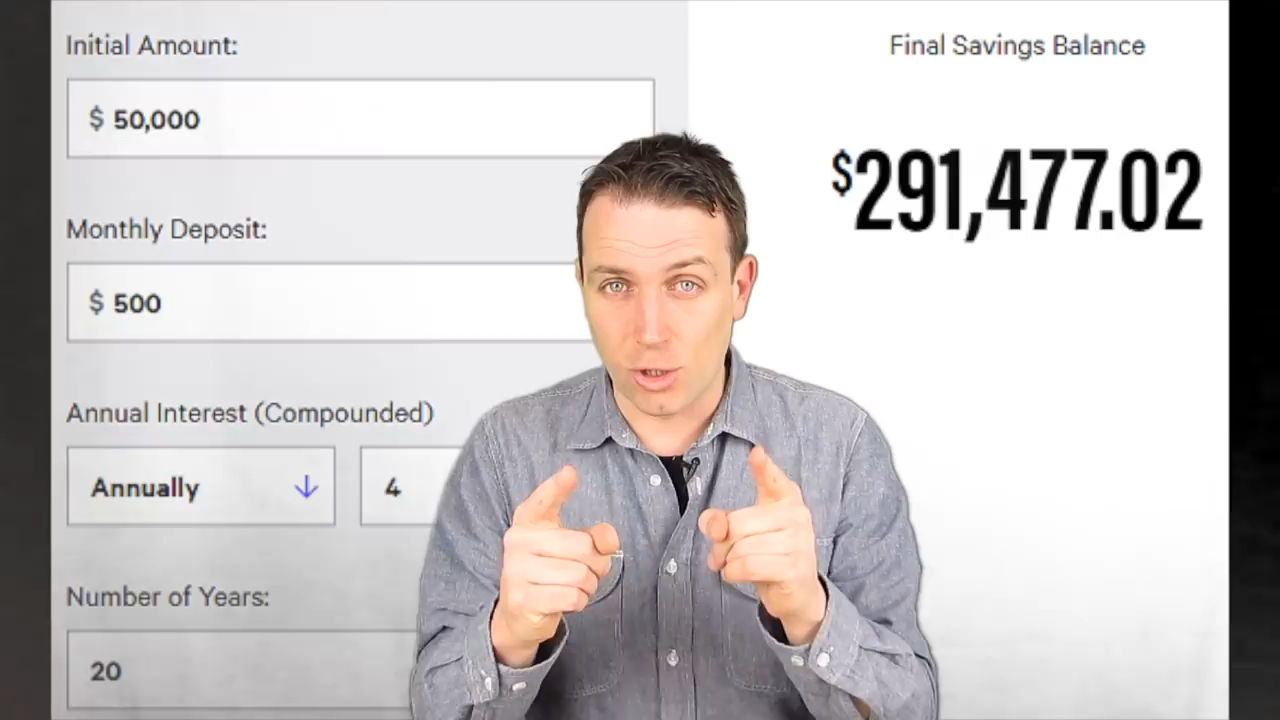 Initial Amount:
$ 50,000
Monthly Deposit:
$ 500
Annual Interest (Compounded)
Annually
4
Number of Years:
20
Final Savings Balance
$291,477.02